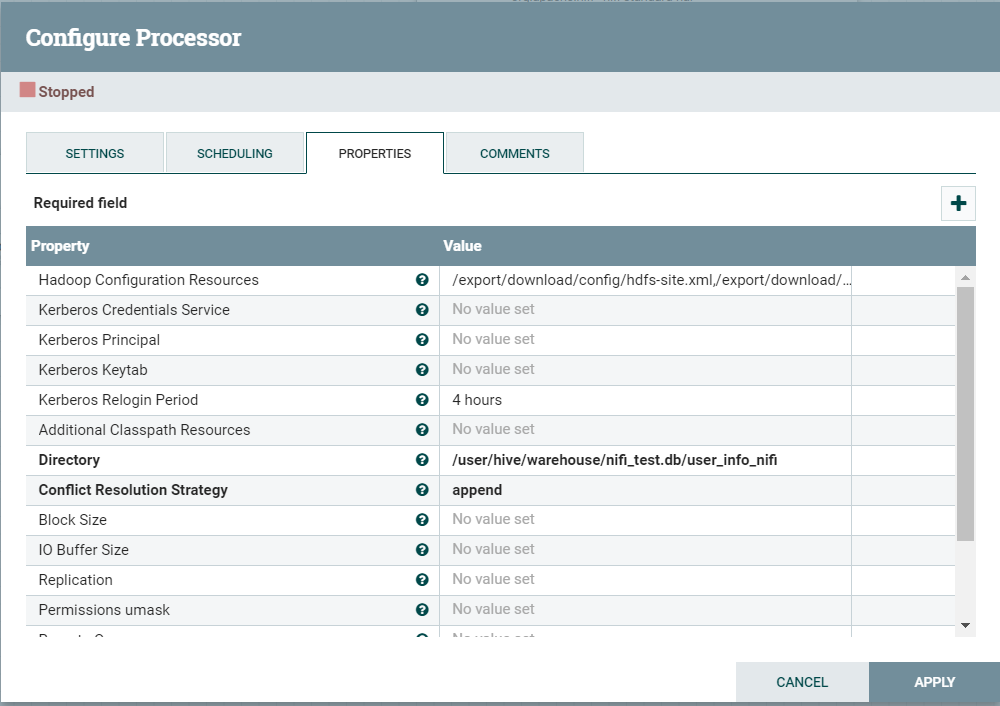 Configure Processor
Stopped
SETTINGS SCHEDULING PROPERTIES COMMENTS
Required field
Property Value
Hadoop Configuration Resources /export/download/config/hdfs-site.xml,/export/download/...
Kerberos Credentials Service No value set
Kerberos Principal No value set
Kerberos Keytab No value set
Kerberos Relogin Period 4 hours
Additional Classpath Resources No value set
Directory /user/hive/warehouse/nifi_test.db/user_info_nifi
Conflict Resolution Strategy append
Block Size No value set
IO Buffer Size No value set
Replication No value set
Permissions umask No value set
No value set
CANCEL APPLY